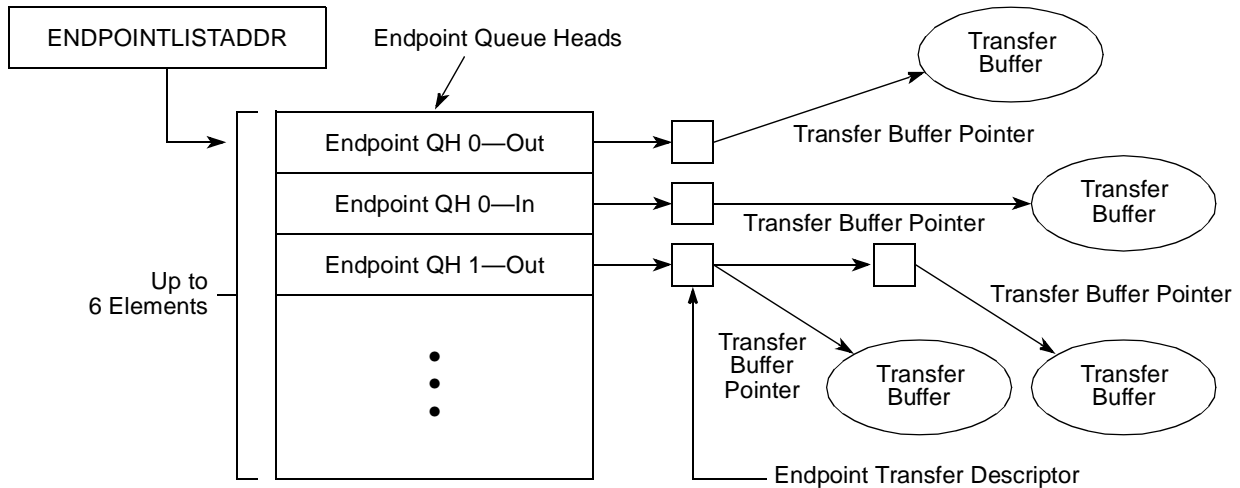 ENDPOINTLISTADDR
Endpoint Queue Heads
Transfer
Buffer
Endpoint QH 0—Out
Transfer Buffer Pointer
Endpoint QH 0—In
Transfer
Buffer
Transfer Buffer Pointer
Endpoint QH 1—Out
Up to
6 Elements
Transfer Buffer Pointer
Transfer
Buffer
Pointer
Transfer
Buffer
Transfer
Buffer
Endpoint Transfer Descriptor